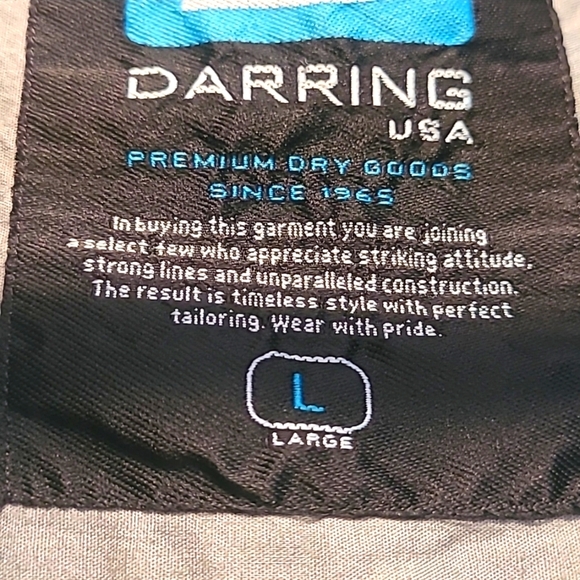 DARRING
USA
PREMIUM DRY GOODS
SINCE 1965
In buying this garment you are joining
a select few who appreciate striking attitude,
strong lines and unparalleled construction.
The result is timeless style with perfect
tailoring. Wear with pride.
L
LARGE